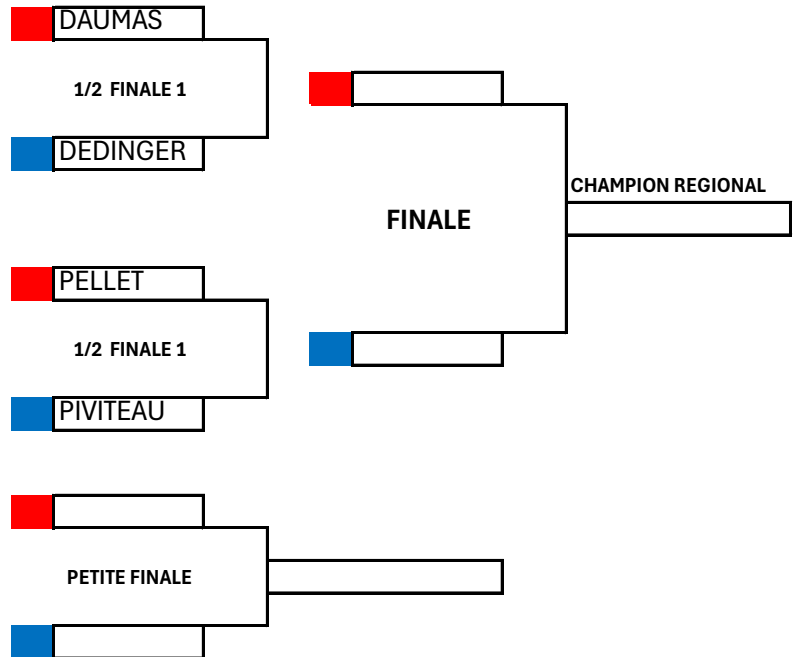 DAUMAS
1/2 FINALE 1
DEDINGER
CHAMPION REGIONAL
FINALE
PELLET
1/2 FINALE 1
PIVITEAU
PETITE FINALE